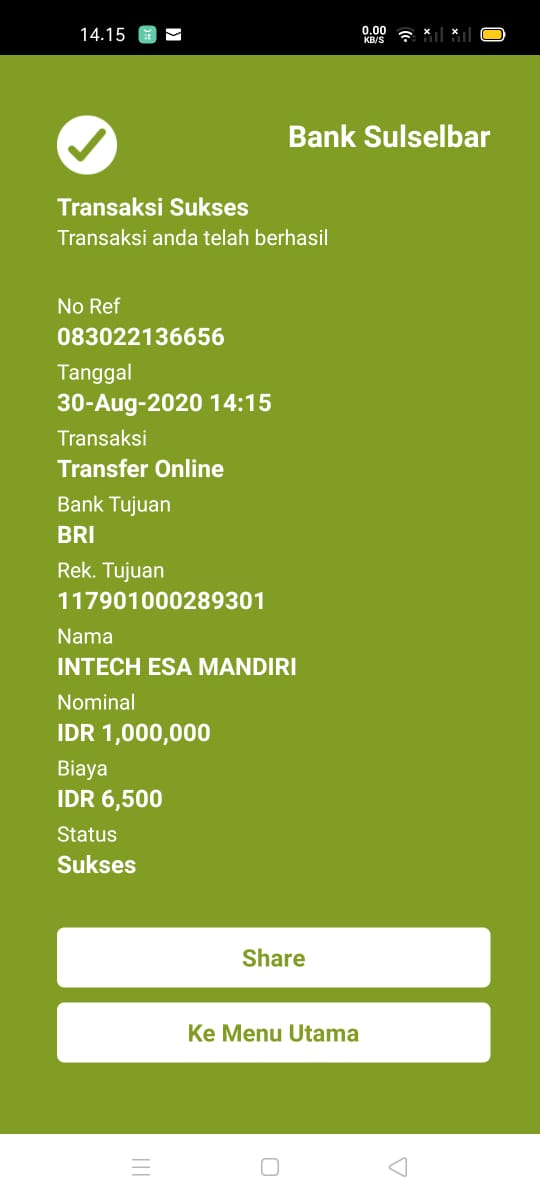 14.15
0.00
KB/S
Bank Sulselbar
Transaksi Sukses
Transaksi anda telah berhasil
No Ref
083022136656
Tanggal
30-Aug-2020 14:15
Transaksi
Transfer Online
Bank Tujuan
BRI
Rek. Tujuan
117901000289301
Nama
INTECH ESA MANDIRI
Nominal
IDR 1,000,000
Biaya
IDR 6,500
Status
Sukses
Share
Ke Menu Utama